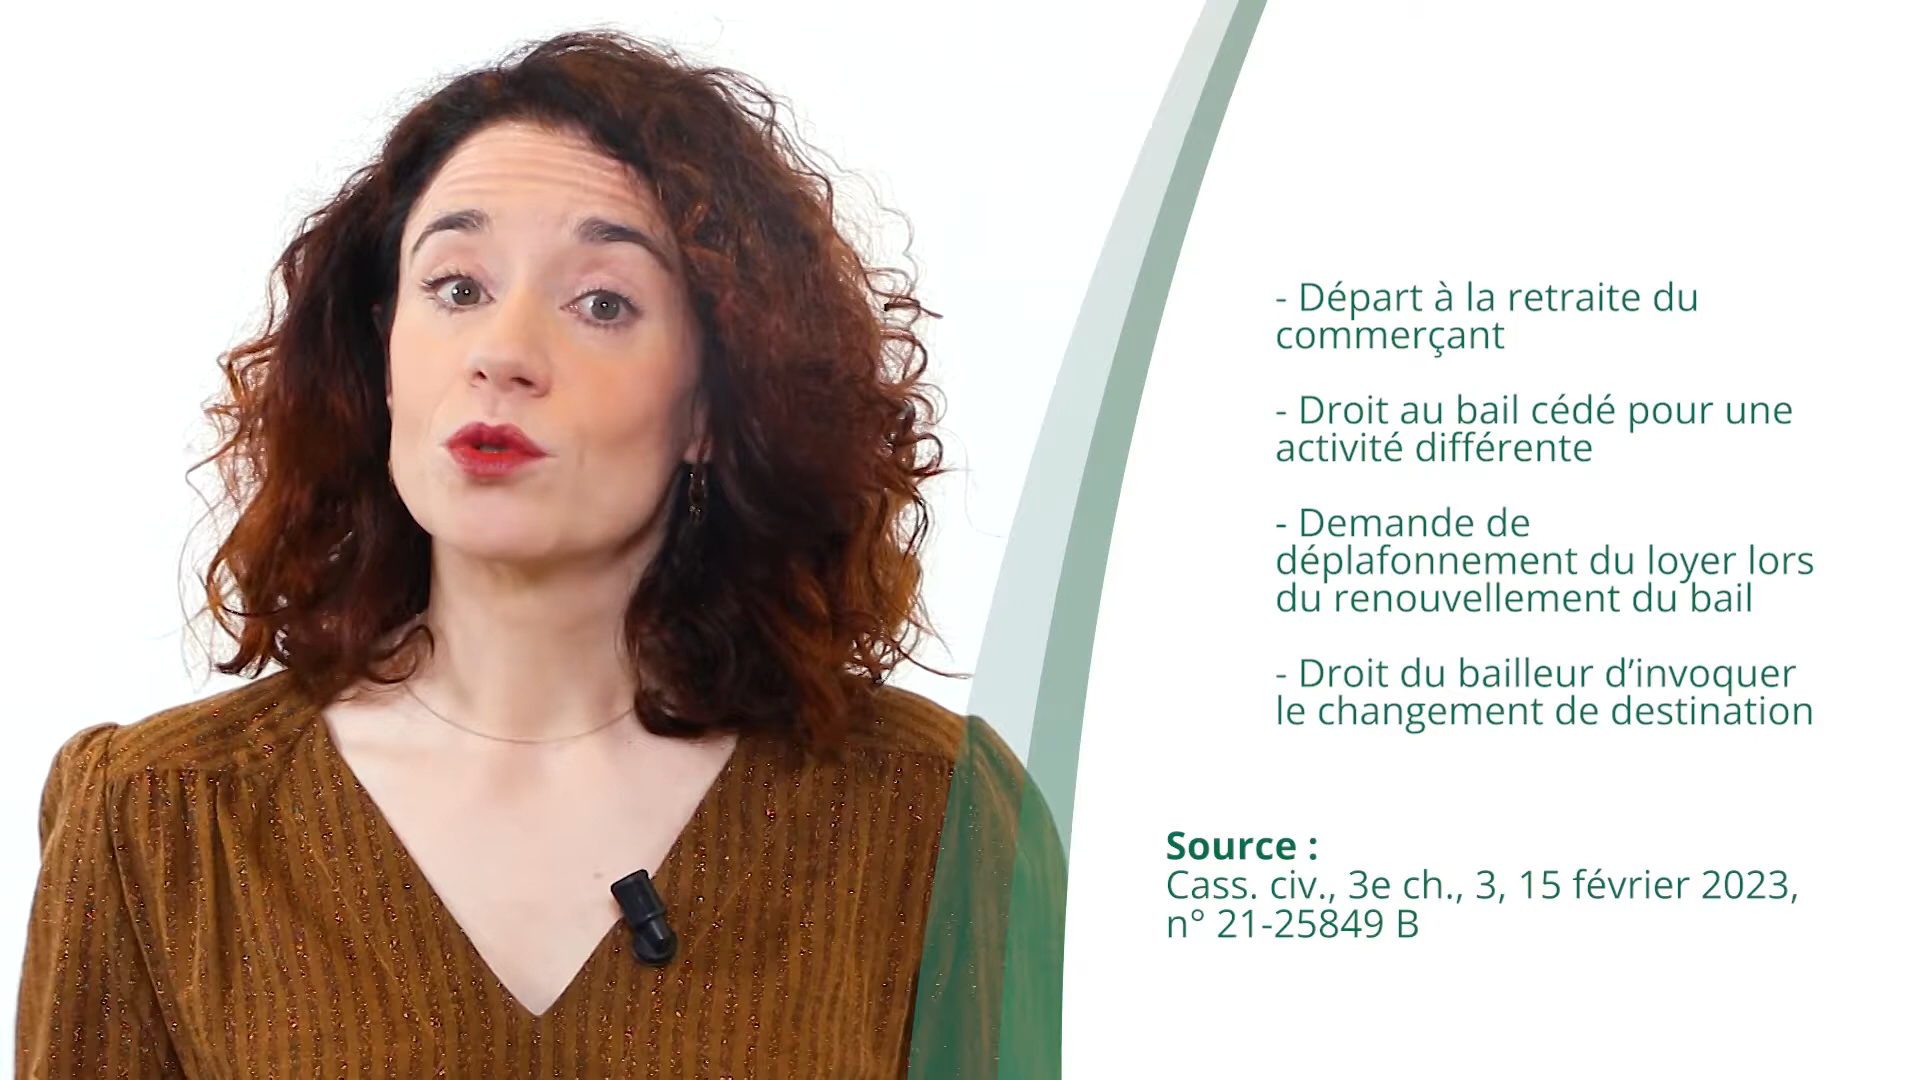 - Départ à la retraite du
commerçant
- Droit au bail cédé pour une
activité différente
- Demande de
déplafonnement du loyer lors
du renouvellement du bail
- Droit du bailleur d’invoquer
le changement de destination
Source :
Cass. civ., 3e ch., 3, 15 février 2023,
n° 21-25849 B